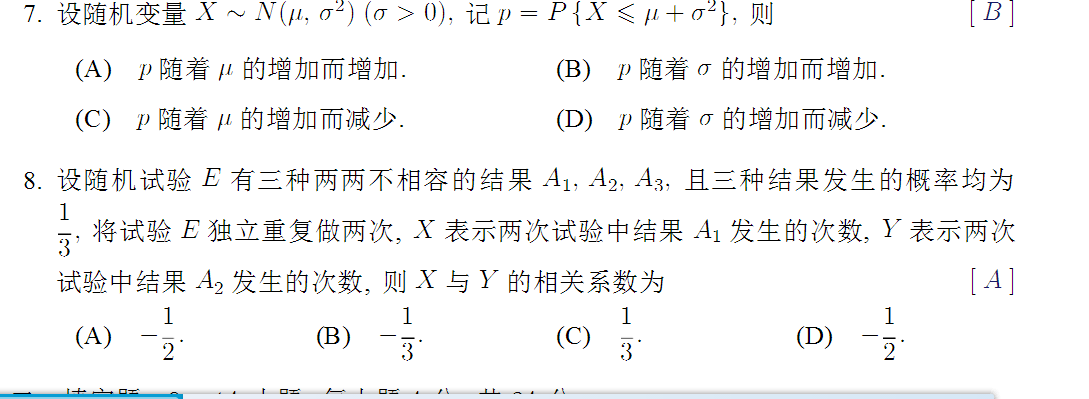 7. 设随机变量 X ∼ N(μ, σ²) (σ > 0), 记 p = P{X ⩽ μ + σ²}, 则 [ B ]
(A) p 随着 μ 的增加而增加. (B) p 随着 σ 的增加而增加.
(C) p 随着 μ 的增加而减少. (D) p 随着 σ 的增加而减少.
8. 设随机试验 E 有三种两两不相容的结果 A₁, A₂, A₃, 且三种结果发生的概率均为
1/3, 将试验 E 独立重复做两次, X 表示两次试验中结果 A₁ 发生的次数, Y 表示两次
试验中结果 A₂ 发生的次数, 则 X 与 Y 的相关系数为 [ A ]
(A) −1/2. (B) −1/3. (C) 1/3. (D) −1/2.